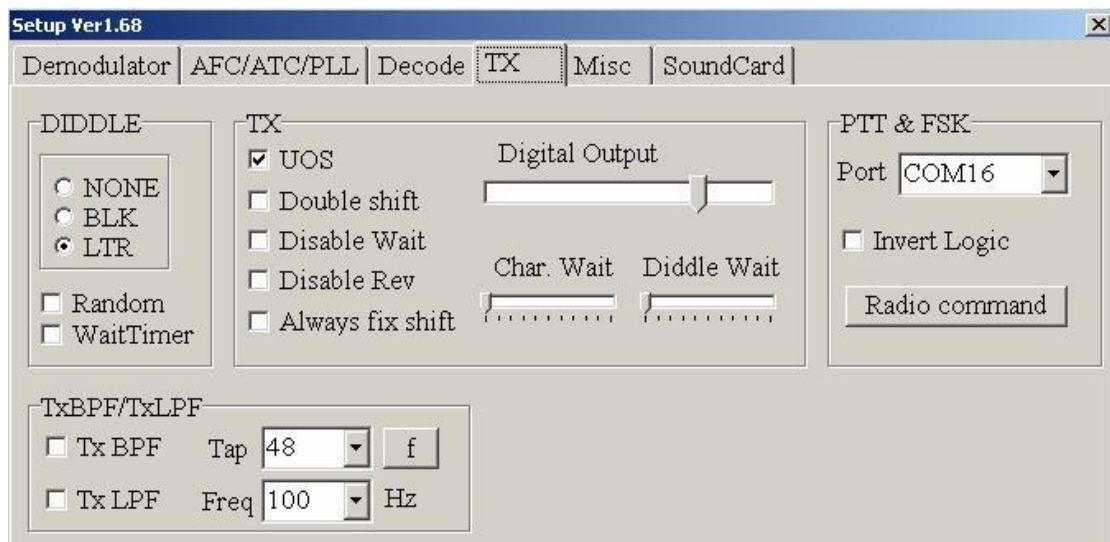 Setup Ver1.68
Demodulator AFC/ATC/PLL Decode TX Misc SoundCard
DIDDLE
NONE
BLK
LTR
Random
WaitTimer
TX
UOS
Double shift
Disable Wait
Disable Rev
Always fix shift
Digital Output
Char. Wait Diddle Wait
PTT & FSK
Port COM16
Invert Logic
Radio command
TxBPF/TxLPF
Tx BPF Tap 48 f
Tx LPF Freq 100 Hz